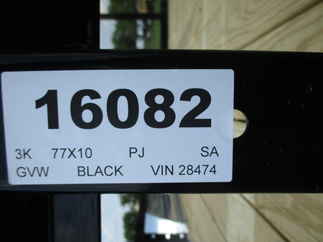 16082
3K 77X10 PJ SA
GVW BLACK VIN 28474